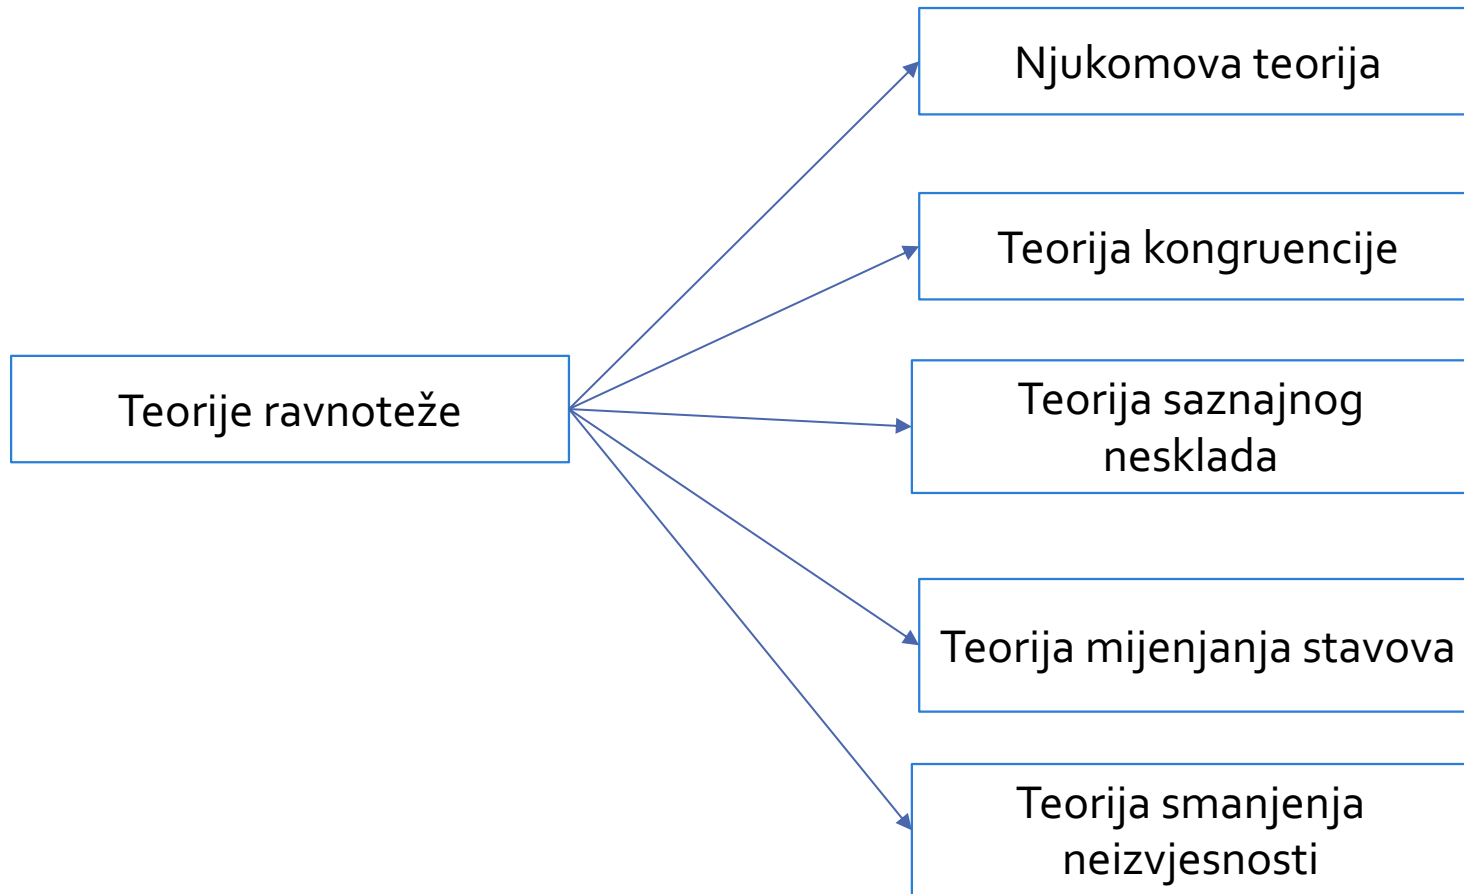 Teorije ravnoteže
Njukomova teorija
Teorija kongruencije
Teorija saznajnog
nesklada
Teorija mijenjanja stavova
Teorija smanjenja
neizvjesnosti